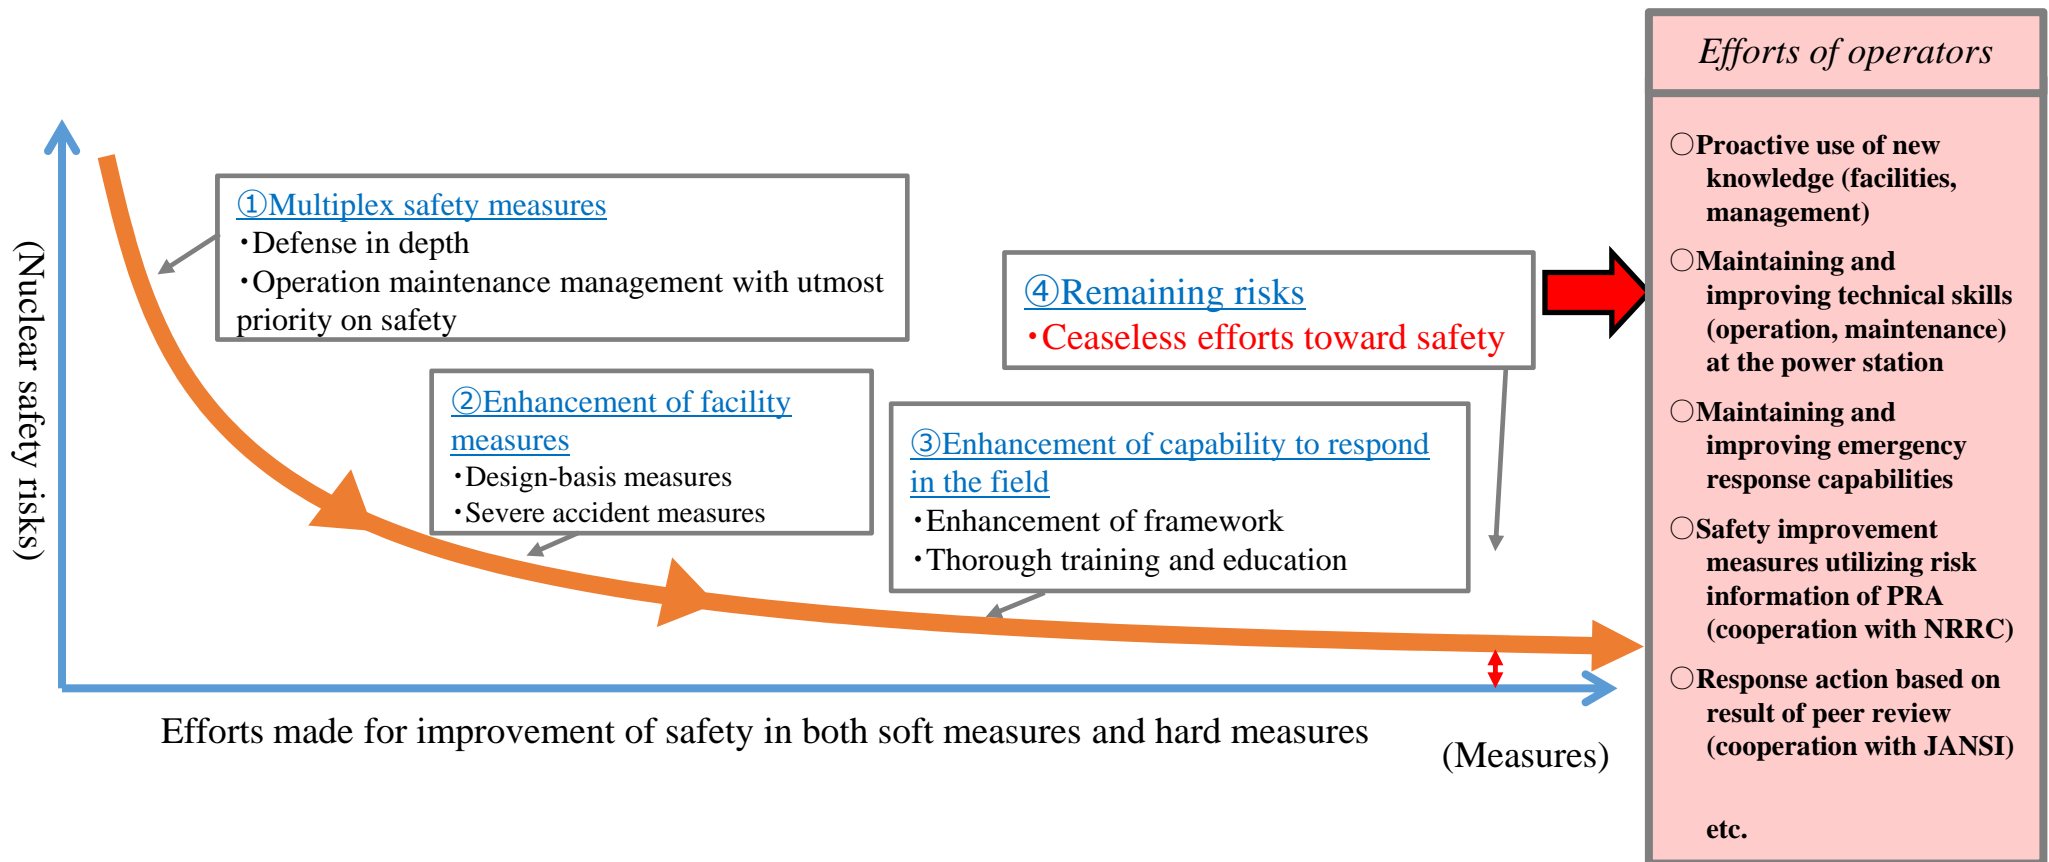 (Nuclear safety risks)
①Multiplex safety measures
・Defense in depth
・Operation maintenance management with utmost
priority on safety
②Enhancement of facility
measures
・Design-basis measures
・Severe accident measures
③Enhancement of capability to respond
in the field
・Enhancement of framework
・Thorough training and education
④Remaining risks
・Ceaseless efforts toward safety
Efforts made for improvement of safety in both soft measures and hard measures
(Measures)
Efforts of operators
○Proactive use of new
knowledge (facilities,
management)
○Maintaining and
improving technical skills
(operation, maintenance)
at the power station
○Maintaining and
improving emergency
response capabilities
○Safety improvement
measures utilizing risk
information of PRA
(cooperation with NRRC)
○Response action based on
result of peer review
(cooperation with JANSI)
etc.